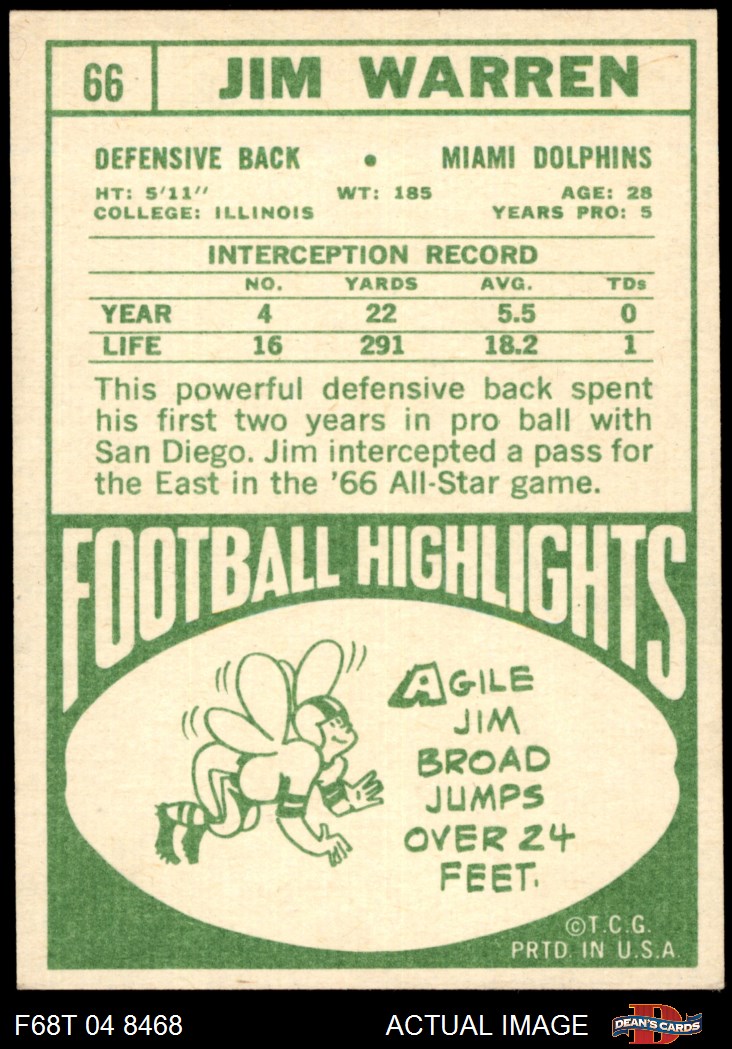 66 JIM WARREN
DEFENSIVE BACK • MIAMI DOLPHINS
HT: 5'11" WT: 185 AGE: 28
COLLEGE: ILLINOIS YEARS PRO: 5
INTERCEPTION RECORD
NO. YARDS AVG. TDs
YEAR 4 22 5.5 0
LIFE 16 291 18.2 1
This powerful defensive back spent
his first two years in pro ball with
San Diego. Jim intercepted a pass for
the East in the '66 All-Star game.
FOOTBALL HIGHLIGHTS
AGILE
JIM
BROAD
JUMPS
OVER 24
FEET.
©T.C.G.
PRTD. IN U.S.A.
F68T 04 8468 ACTUAL IMAGE DEAN'S CARDS